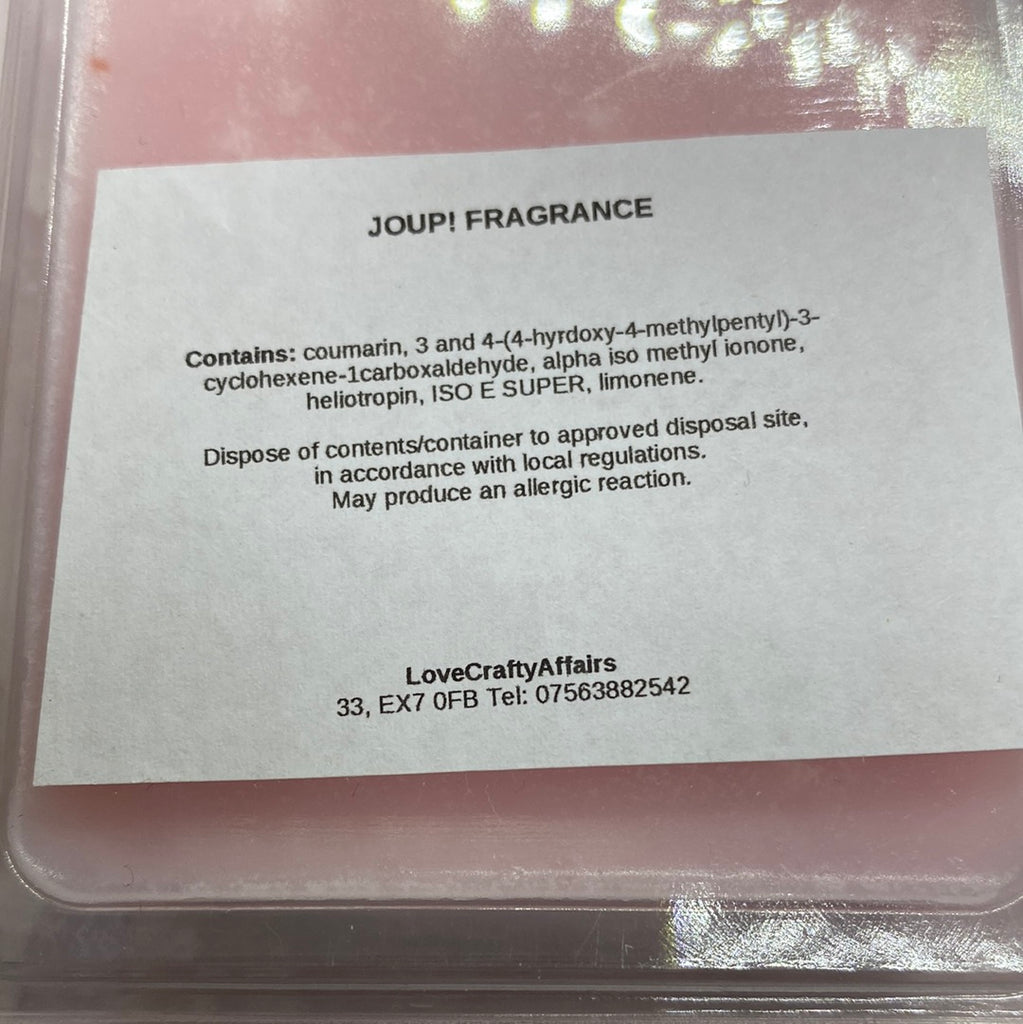 JOUP! FRAGRANCE
Contains: coumarin, 3 and 4-(4-hyrdoxy-4-methylpentyl)-3-
cyclohexene-1carboxaldehyde, alpha iso methyl ionone,
heliotropin, ISO E SUPER, limonene.
Dispose of contents/container to approved disposal site,
in accordance with local regulations.
May produce an allergic reaction.
LoveCraftyAffairs
33, EX7 0FB Tel: 07563882542